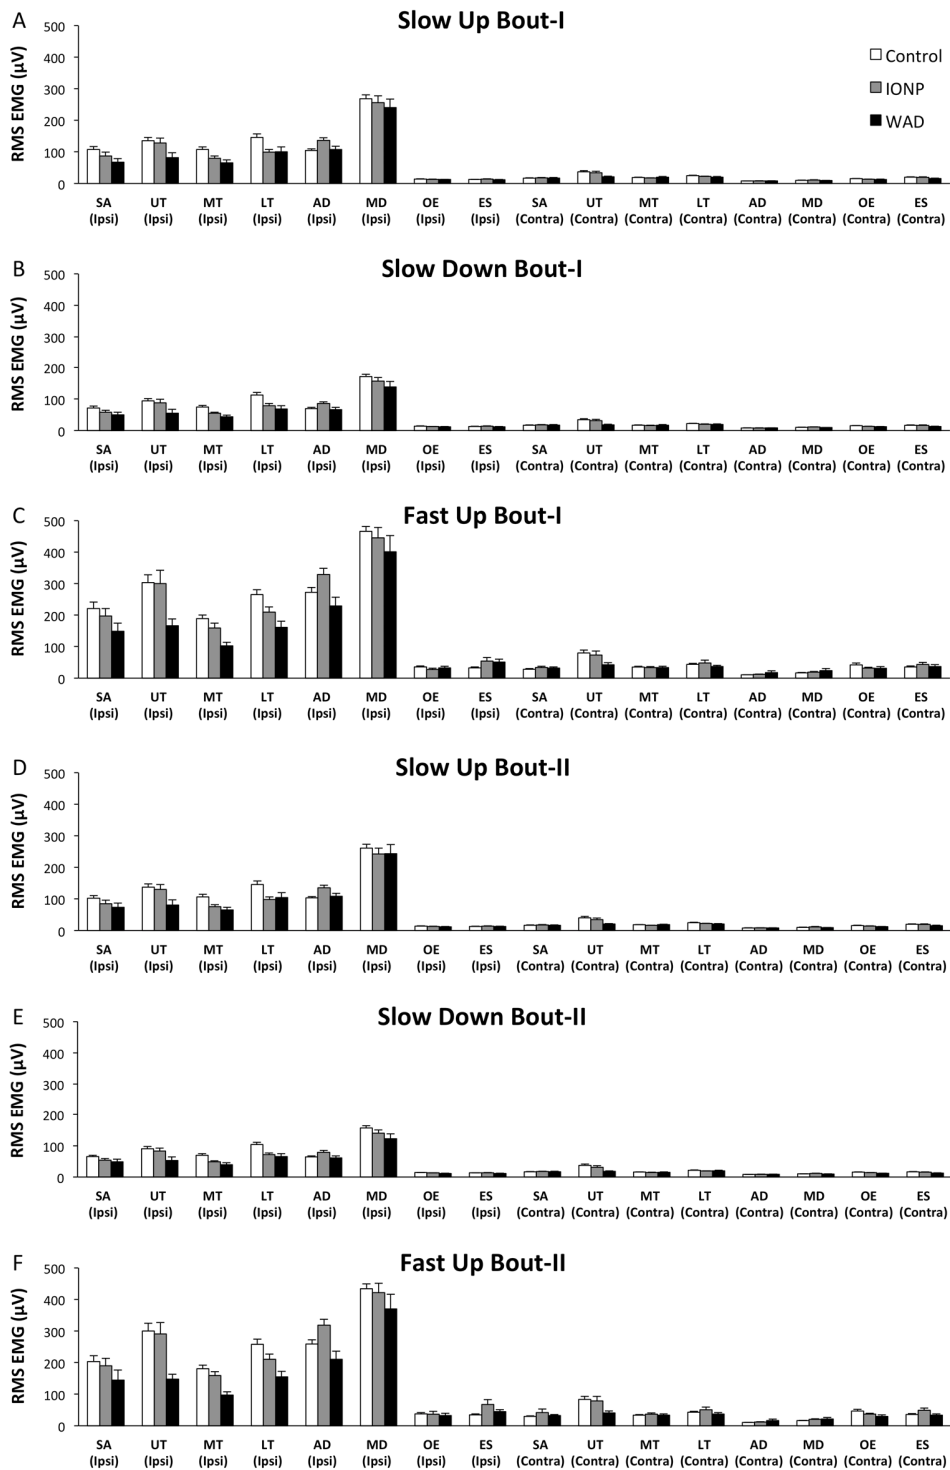 A
Slow Up Bout-I
RMS EMG (µV)
500
400
300
200
100
0
Control
IONP
WAD
SA UT MT LT AD MD OE ES SA UT MT LT AD MD OE ES
(Ipsi) (Ipsi) (Ipsi) (Ipsi) (Ipsi) (Ipsi) (Ipsi) (Ipsi) (Contra) (Contra) (Contra) (Contra) (Contra) (Contra) (Contra) (Contra)
B
Slow Down Bout-I
RMS EMG (µV)
500
400
300
200
100
0
SA UT MT LT AD MD OE ES SA UT MT LT AD MD OE ES
(Ipsi) (Ipsi) (Ipsi) (Ipsi) (Ipsi) (Ipsi) (Ipsi) (Ipsi) (Contra) (Contra) (Contra) (Contra) (Contra) (Contra) (Contra) (Contra)
C
Fast Up Bout-I
RMS EMG (µV)
500
400
300
200
100
0
SA UT MT LT AD MD OE ES SA UT MT LT AD MD OE ES
(Ipsi) (Ipsi) (Ipsi) (Ipsi) (Ipsi) (Ipsi) (Ipsi) (Ipsi) (Contra) (Contra) (Contra) (Contra) (Contra) (Contra) (Contra) (Contra)
D
Slow Up Bout-II
RMS EMG (µV)
500
400
300
200
100
0
SA UT MT LT AD MD OE ES SA UT MT LT AD MD OE ES
(Ipsi) (Ipsi) (Ipsi) (Ipsi) (Ipsi) (Ipsi) (Ipsi) (Ipsi) (Contra) (Contra) (Contra) (Contra) (Contra) (Contra) (Contra) (Contra)
E
Slow Down Bout-II
RMS EMG (µV)
500
400
300
200
100
0
SA UT MT LT AD MD OE ES SA UT MT LT AD MD OE ES
(Ipsi) (Ipsi) (Ipsi) (Ipsi) (Ipsi) (Ipsi) (Ipsi) (Ipsi) (Contra) (Contra) (Contra) (Contra) (Contra) (Contra) (Contra) (Contra)
F
Fast Up Bout-II
RMS EMG (µV)
500
400
300
200
100
0
SA UT MT LT AD MD OE ES SA UT MT LT AD MD OE ES
(Ipsi) (Ipsi) (Ipsi) (Ipsi) (Ipsi) (Ipsi) (Ipsi) (Ipsi) (Contra) (Contra) (Contra) (Contra) (Contra) (Contra) (Contra) (Contra)